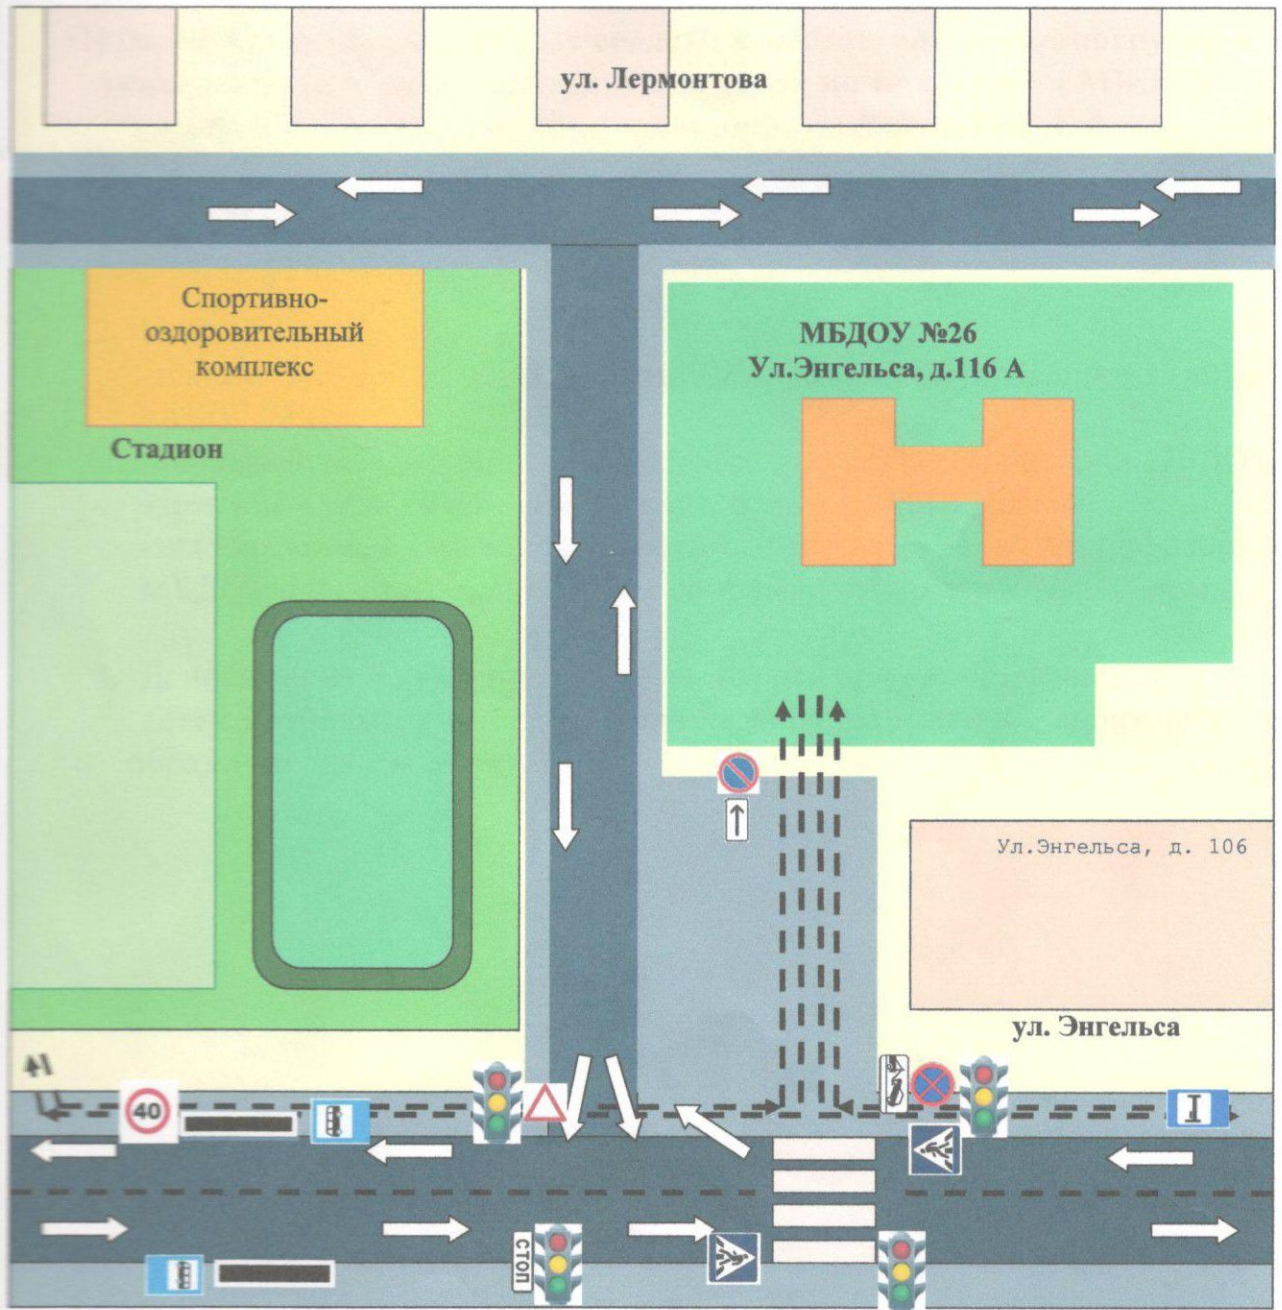 ул. Лермонтова
Спортивно-
оздоровительный
комплекс
МБДОУ №26
Ул.Энгельса, д.116 А
Стадион
Ул.Энгельса, д. 106
ул. Энгельса
40
СТОП